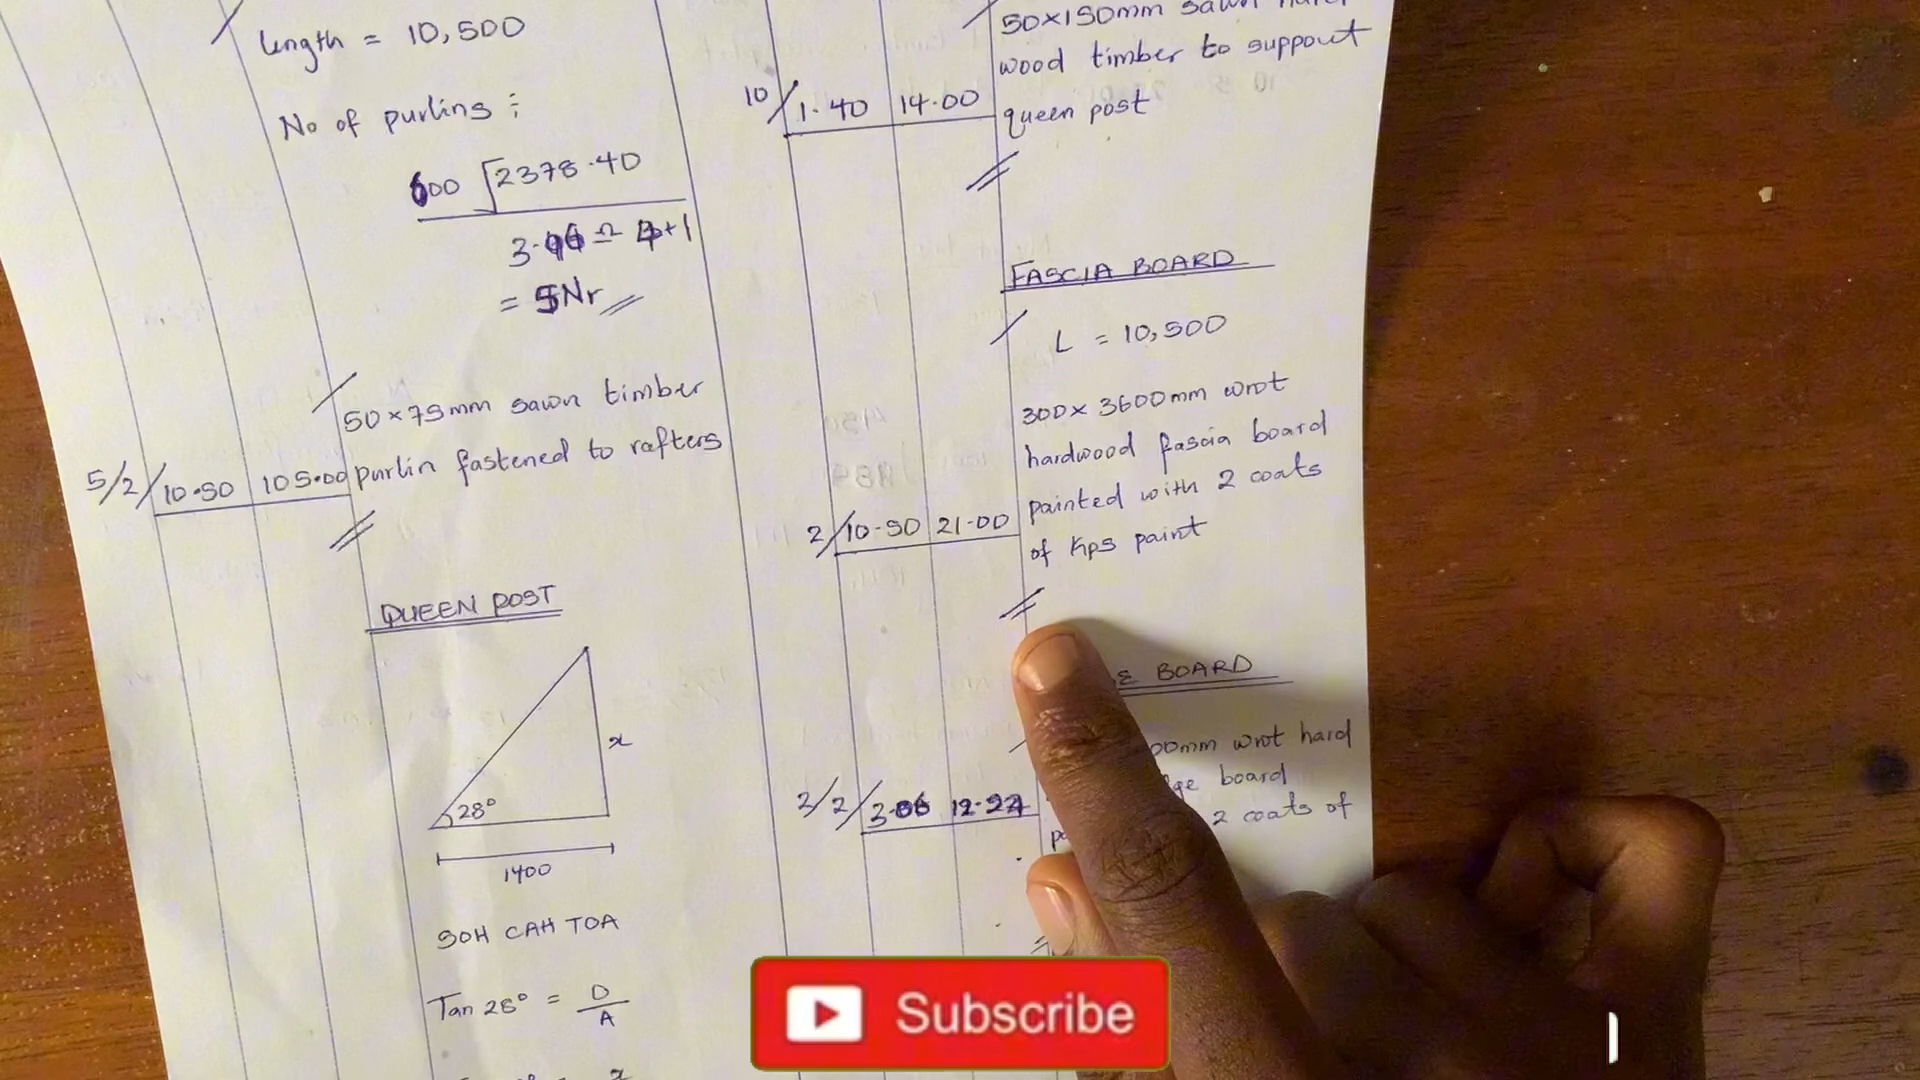 length = 10,500
No of purlins :
600 √2378.40
3.96 ≏ 4+1
= 5Nr
50×75mm sawn timber
purlin fastened to rafters
5/2/ 10.50 105.00
QUEEN POST
x
28°
1400
SOH CAH TOA
Tan 28° = O
A
x
50×150mm sawn
wood timber to support
queen post
10/ 1.40 14.00
FASCIA BOARD
L = 10,500
300× 3600mm wrot
hardwood fascia board
painted with 2 coats
of Kps paint
2/ 10.50 21.00
BOARD
00mm wrot hard
board
2 coats of
2/2/ 12.24
Subscribe